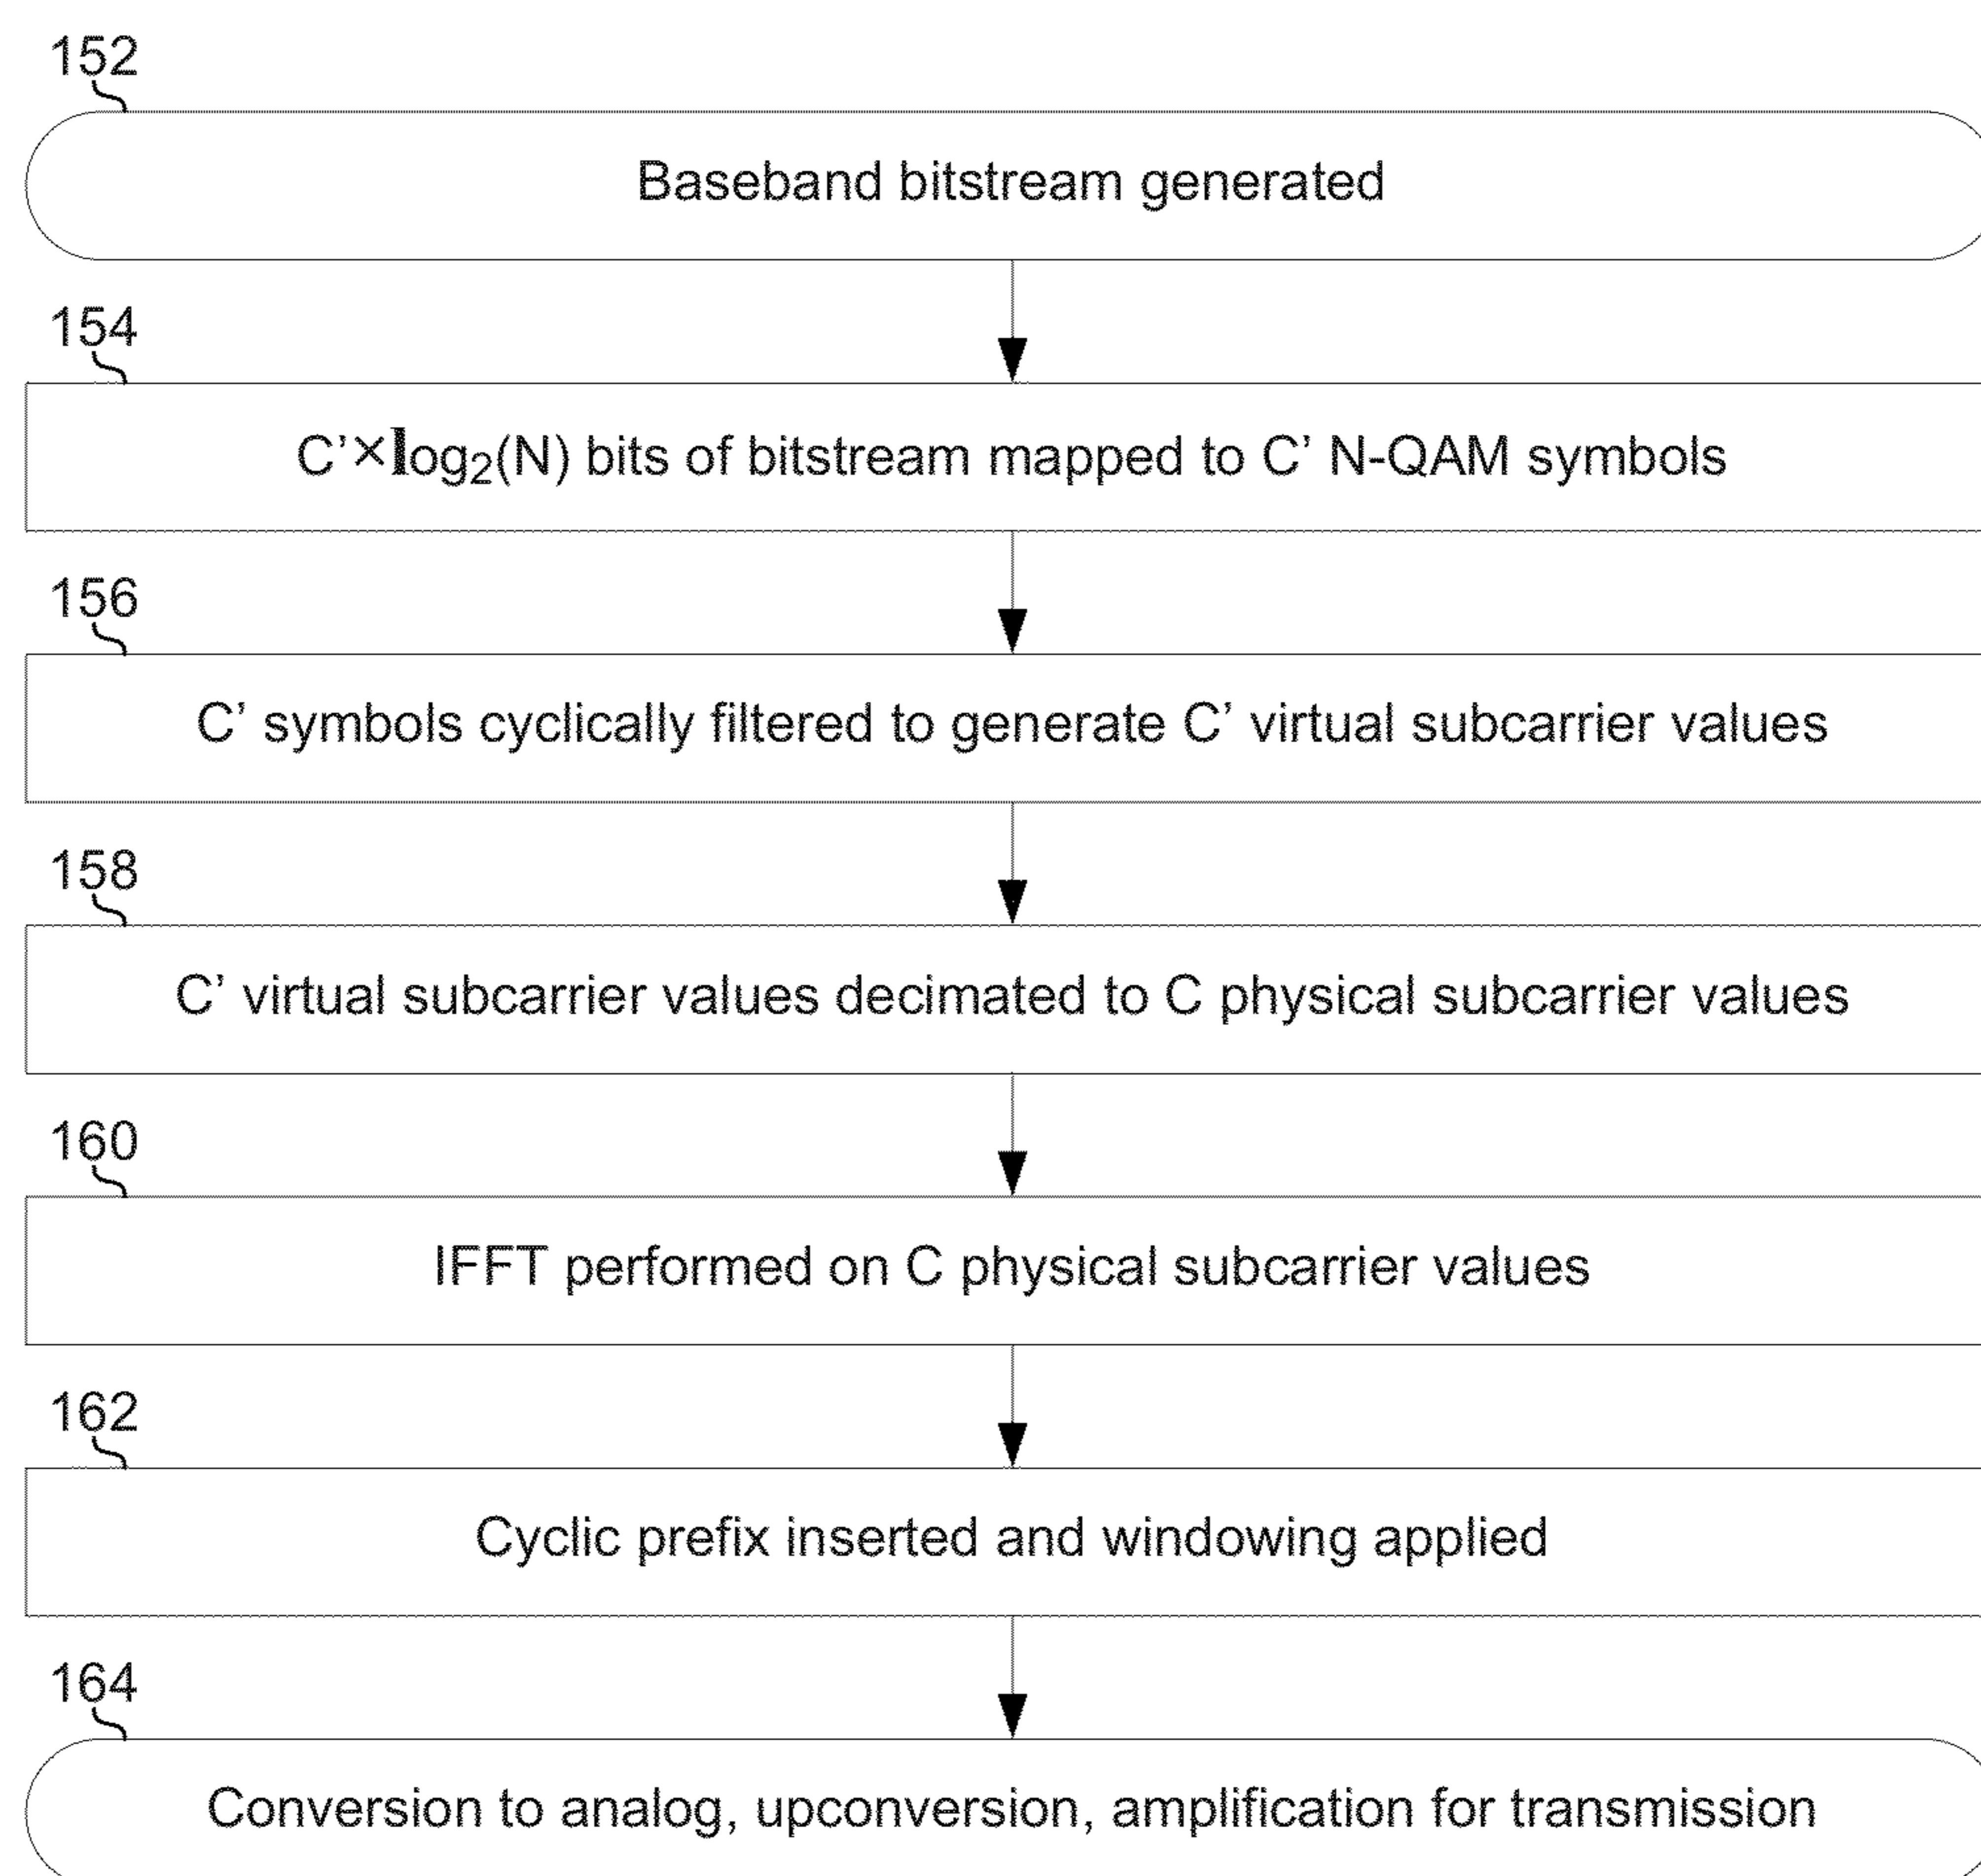 152
Baseband bitstream generated
154
C’×log₂(N) bits of bitstream mapped to C’ N-QAM symbols
156
C’ symbols cyclically filtered to generate C’ virtual subcarrier values
158
C’ virtual subcarrier values decimated to C physical subcarrier values
160
IFFT performed on C physical subcarrier values
162
Cyclic prefix inserted and windowing applied
164
Conversion to analog, upconversion, amplification for transmission